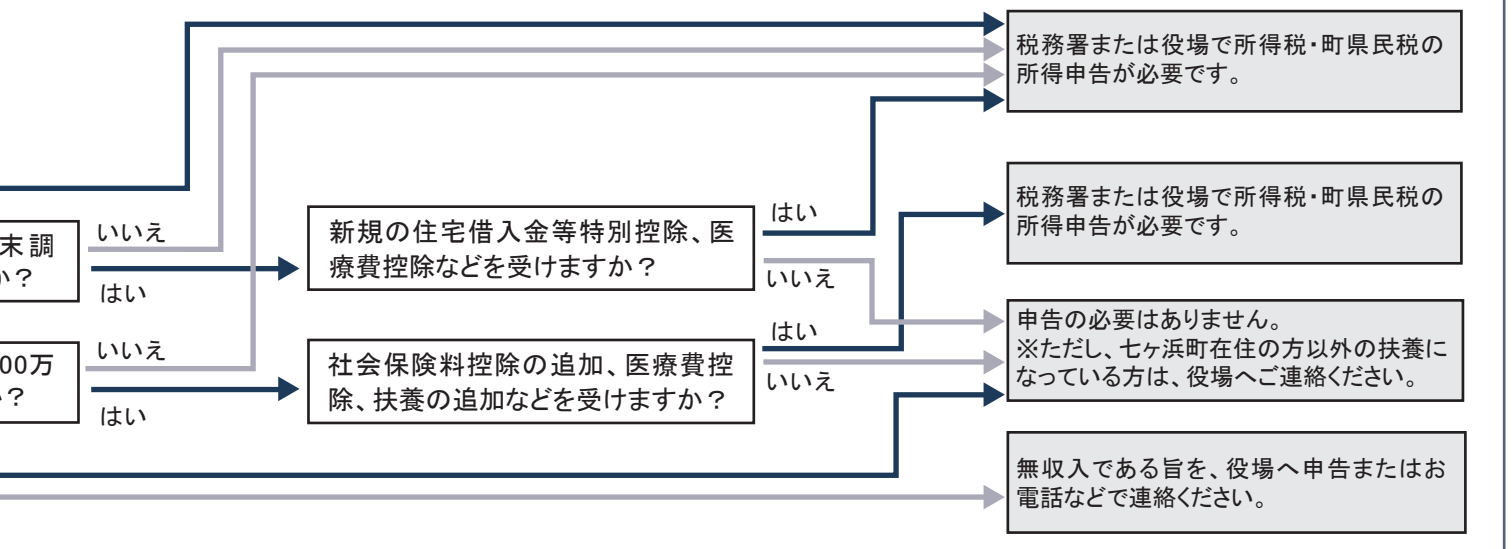 税務署または役場で所得税・町県民税の
所得申告が必要です。
税務署または役場で所得税・町県民税の
所得申告が必要です。
末調
か？
いいえ
はい
新規の住宅借入金等特別控除、医
療費控除などを受けますか？
はい
いいえ
申告の必要はありません。
※ただし、七ヶ浜町在住の方以外の扶養に
なっている方は、役場へご連絡ください。
00万
か？
いいえ
はい
社会保険料控除の追加、医療費控
除、扶養の追加などを受けますか？
はい
いいえ
無収入である旨を、役場へ申告またはお
電話などで連絡ください。